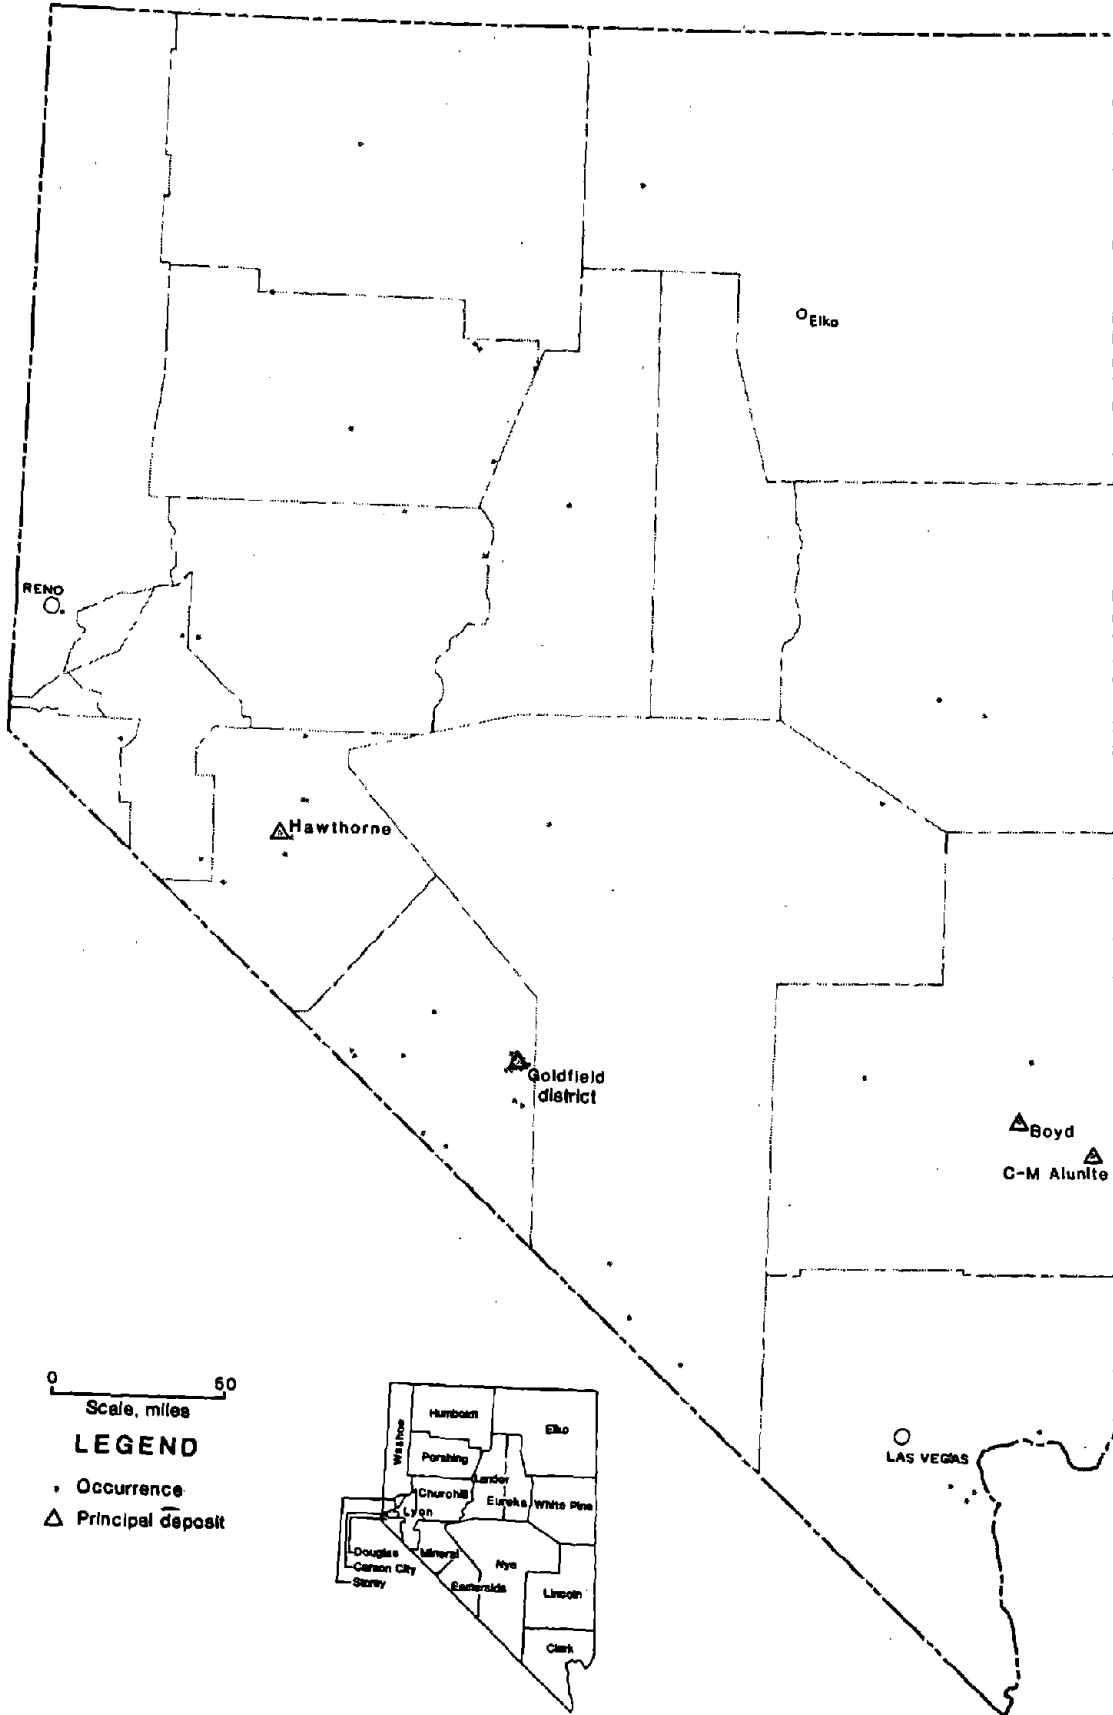 Elko
RENO
Hawthorne
Goldfield
district
Boyd
C-M Alunite
LAS VEGAS
0 50
Scale, miles
LEGEND
Occurrence
Principal deposit
Washoe
Humboldt
Elko
Pershing
Lander
Churchill
Eureka
White Pine
Lyon
Douglas
Carson City
Storey
Mineral
Nye
Esmeralda
Lincoln
Clark